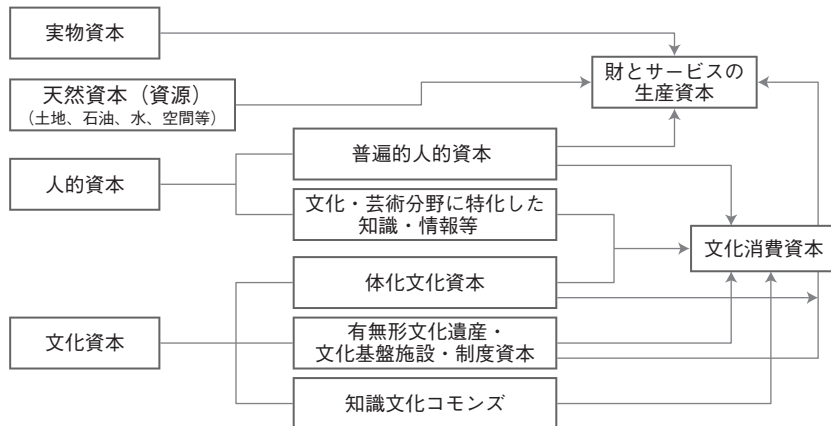 実物資本
財とサービスの
生産資本
天然資本（資源）
（土地、石油、水、空間等）
普遍的人的資本
人的資本
文化・芸術分野に特化した
知識・情報等
文化消費資本
体化文化資本
有無形文化遺産・
文化基盤施設・制度資本
文化資本
知識文化コモンズ